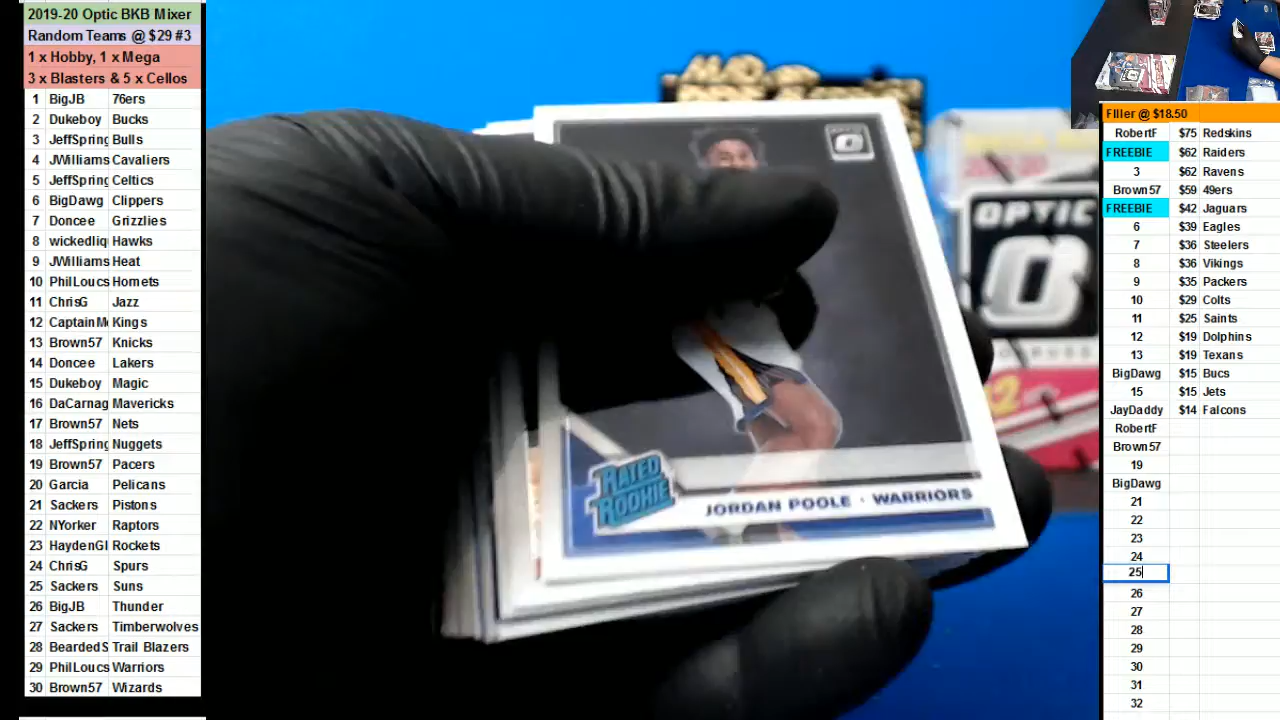 2019-20 Optic BKB Mixer
Random Teams @ $29 #3
1 x Hobby, 1 x Mega
3 x Blasters & 5 x Cellos
1 BigJB 76ers
2 Dukeboy Bucks
3 JeffSpring Bulls
4 JWilliams Cavaliers
5 JeffSpring Celtics
6 BigDawg Clippers
7 Doncee Grizzlies
8 wickedliq Hawks
9 JWilliams Heat
10 PhilLoucs Hornets
11 ChrisG Jazz
12 CaptainMo Kings
13 Brown57 Knicks
14 Doncee Lakers
15 Dukeboy Magic
16 DaCarnag Mavericks
17 Brown57 Nets
18 JeffSpring Nuggets
19 Brown57 Pacers
20 Garcia Pelicans
21 Sackers Pistons
22 NYorker Raptors
23 HaydenGl Rockets
24 ChrisG Spurs
25 Sackers Suns
26 BigJB Thunder
27 Sackers Timberwolves
28 BeardedS Trail Blazers
29 PhilLoucs Warriors
30 Brown57 Wizards
RATED
ROOKIE
JORDAN POOLE · WARRIORS
OPTIC
Filler @ $18.50
RobertF $75 Redskins
FREEBIE $62 Raiders
3 $62 Ravens
Brown57 $59 49ers
FREEBIE $42 Jaguars
6 $39 Eagles
7 $36 Steelers
8 $36 Vikings
9 $35 Packers
10 $29 Colts
11 $25 Saints
12 $19 Dolphins
13 $19 Texans
BigDawg $15 Bucs
15 $15 Jets
JayDaddy $14 Falcons
RobertF
Brown57
19
BigDawg
21
22
23
24
25
26
27
28
29
30
31
32